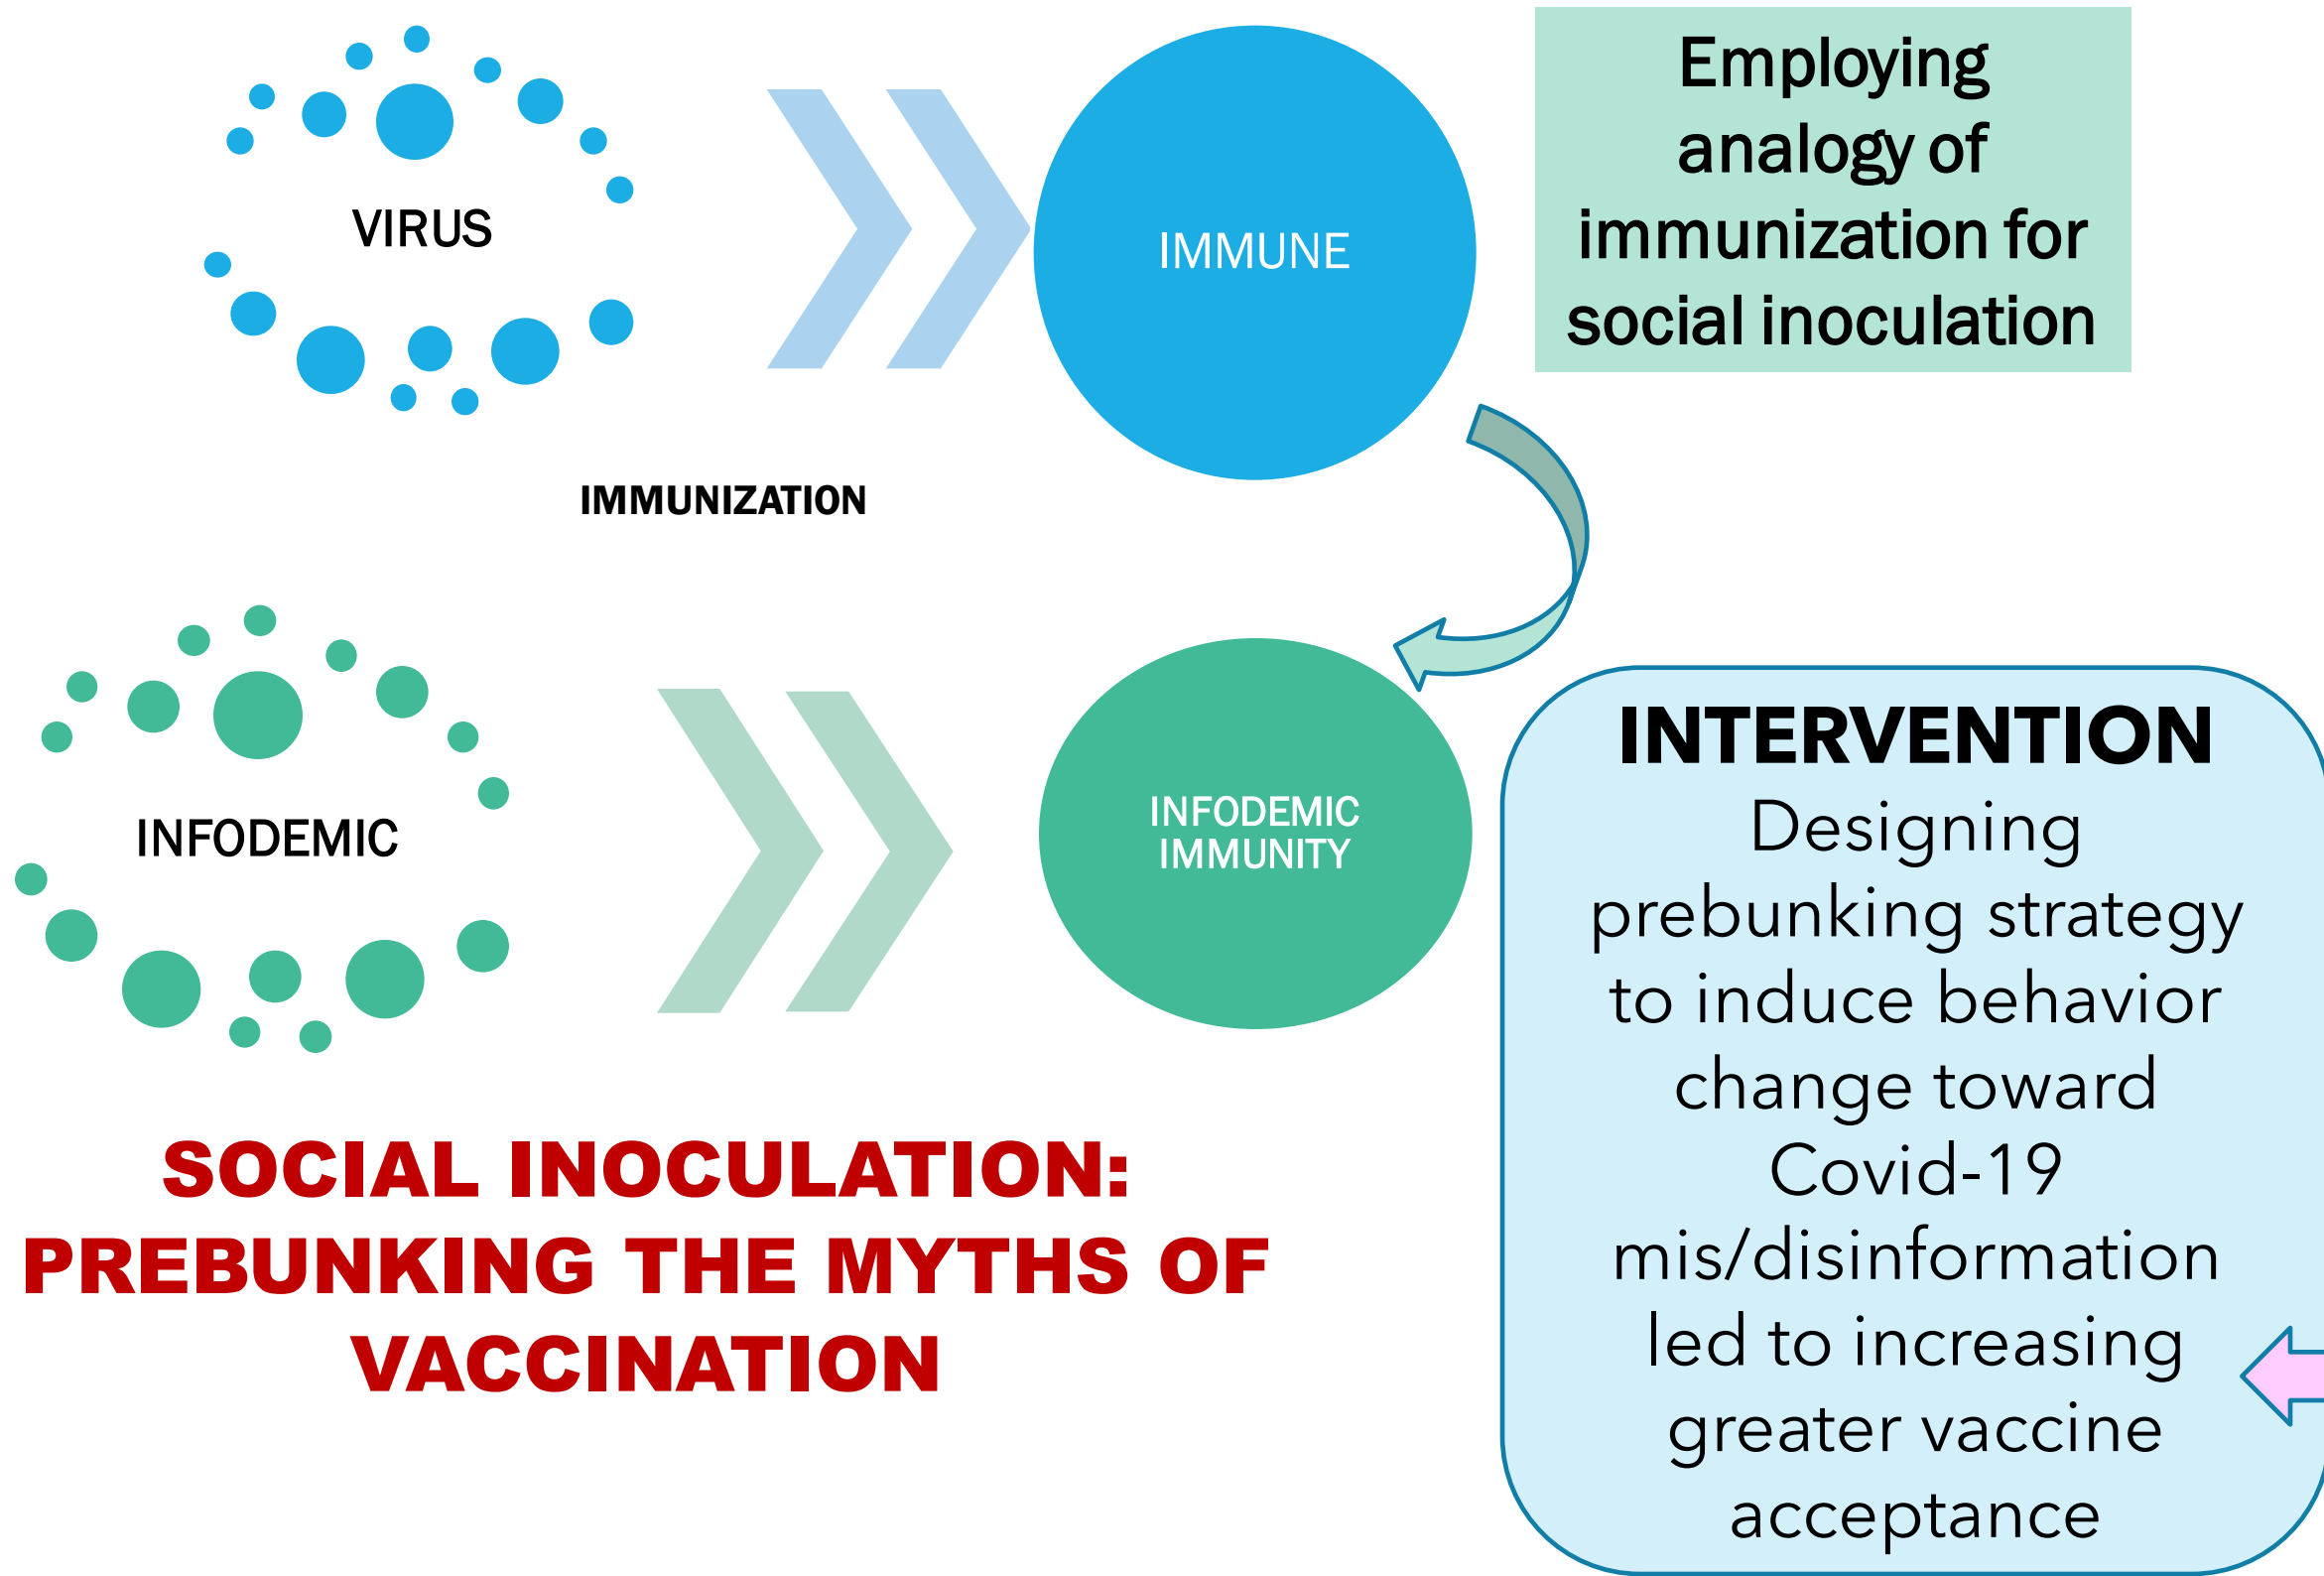 VIRUS
IMMUNE
Employing
analogy of
immunization for
social inoculation
IMMUNIZATION
INFODEMIC
INFODEMIC
IMMUNITY
SOCIAL INOCULATION:
PREBUNKING THE MYTHS OF
VACCINATION
INTERVENTION
Designing
prebunking strategy
to induce behavior
change toward
Covid-19
mis/disinformation
led to increasing
greater vaccine
acceptance